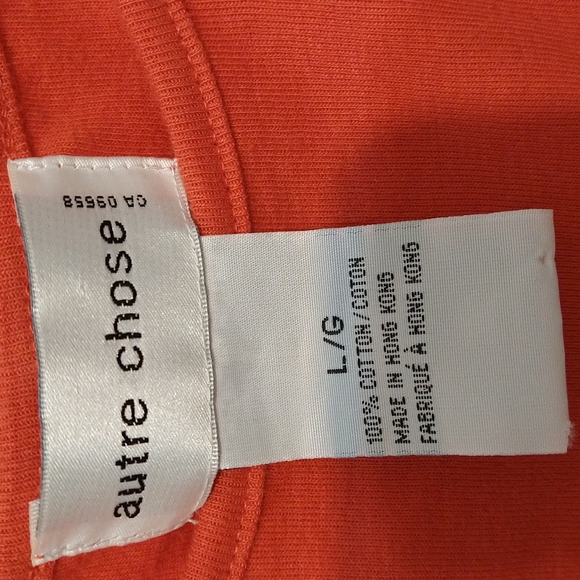 autre chose
CA 09558
L/G
100% COTTON/COTON
MADE IN HONG KONG
FABRIQUÉ À HONG KONG